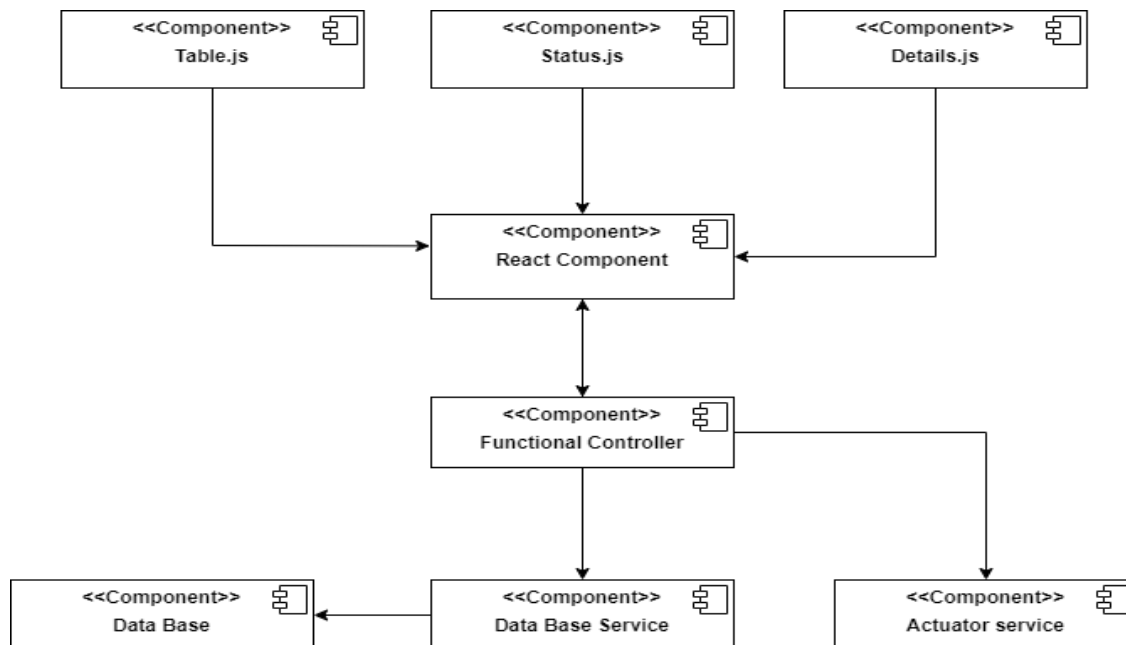 <<Component>>
Table.js
<<Component>>
Status.js
<<Component>>
Details.js
<<Component>>
React Component
<<Component>>
Functional Controller
<<Component>>
Data Base
<<Component>>
Data Base Service
<<Component>>
Actuator service